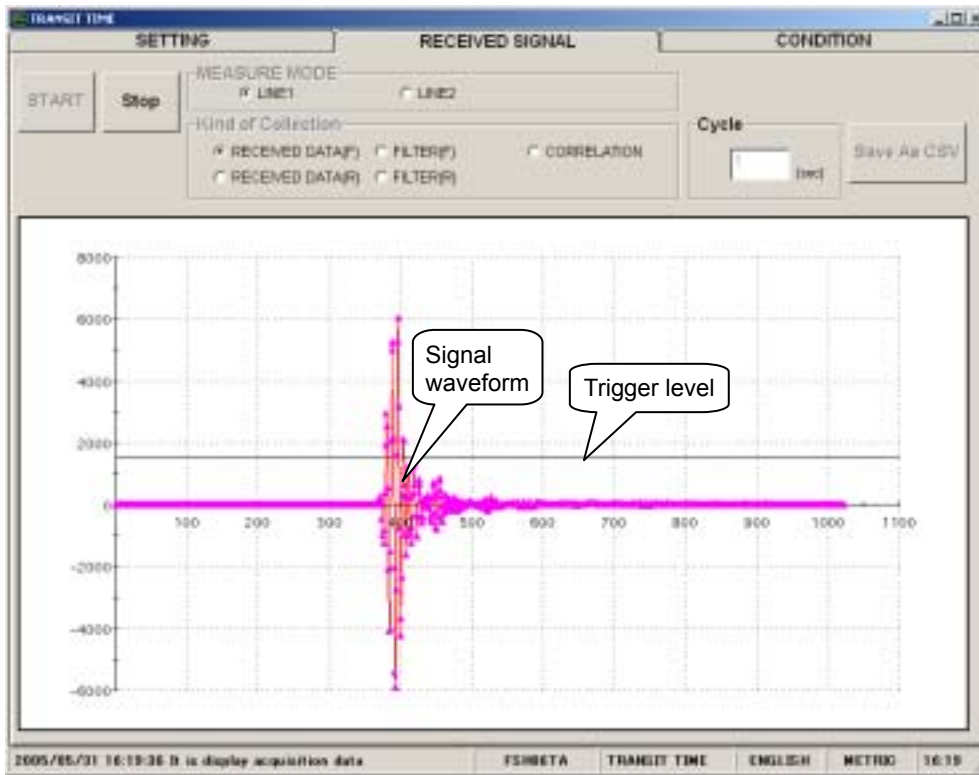 TRANSIT TIME
SETTING RECEIVED SIGNAL CONDITION
START Stop
MEASURE MODE
LINE1 LINE2
Kind of Collection
RECEIVED DATA(F) FILTER(F) CORRELATION
RECEIVED DATA(R) FILTER(R)
Cycle
1 [sec]
Save As CSV
8000
6000
4000
2000
0
-2000
-4000
-6000
100 200 300 400 500 600 700 800 900 1000 1100
Signal
waveform
Trigger level
2005/05/31 16:19:36 It is display acquisition data TRANSIT TIME ENGLISH METRIC 16:19